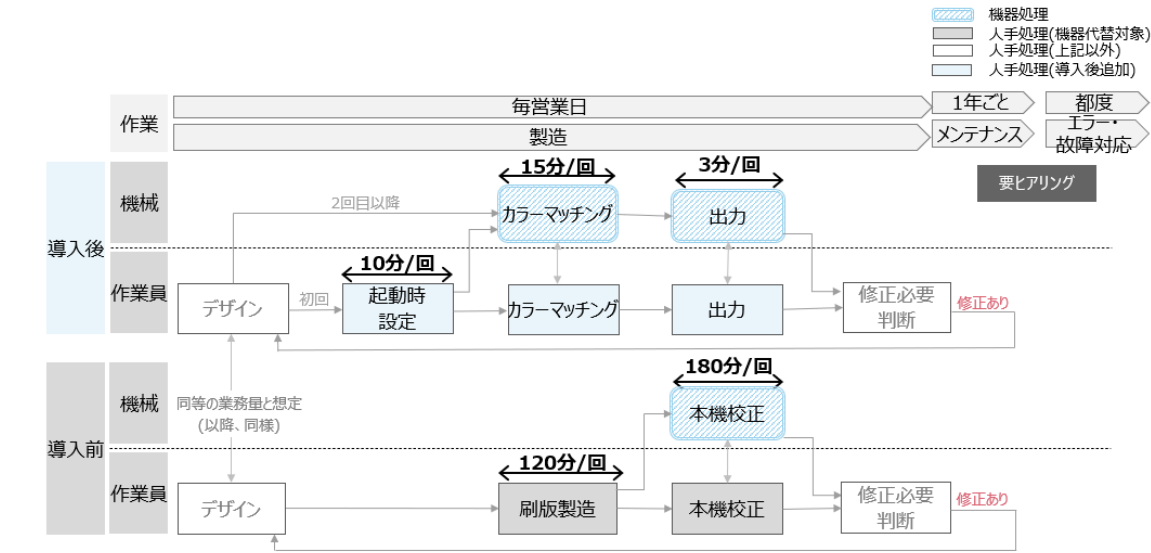 機器処理
人手処理(機器代替対象)
人手処理(上記以外)
人手処理(導入後追加)
作業
毎営業日
1年ごと
都度
製造
メンテナンス
エラー・
故障対応
導入後
機械
2回目以降
15分/回
カラーマッチング
3分/回
出力
要ヒアリング
作業員
デザイン
初回
10分/回
起動時
設定
カラーマッチング
出力
修正必要
判断
修正あり
導入前
機械
同等の業務量と想定
(以降、同様)
180分/回
本機校正
作業員
デザイン
120分/回
刷版製造
本機校正
修正必要
判断
修正あり